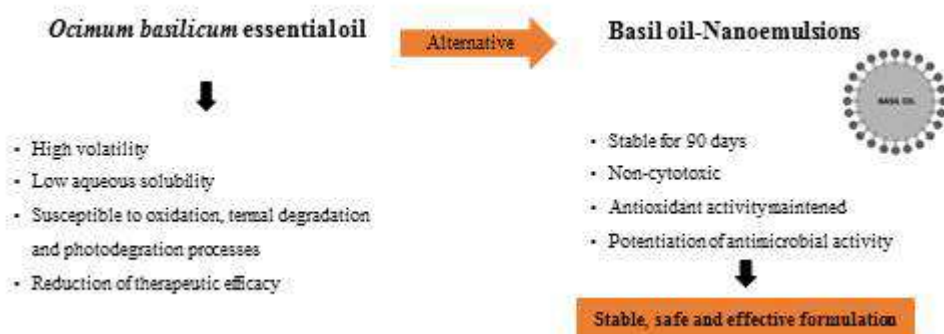 Ocimum basilicum essential oil
Alternative
Basil oil-Nanoemulsions
BASIL OIL
• High volatility
• Low aqueous solubility
• Susceptible to oxidation, termal degradation
and photodegration processes
• Reduction of therapeutic efficacy
• Stable for 90 days
• Non-cytotoxic
• Antioxidant activity maintened
• Potentiation of antimicrobial activity
Stable, safe and effective formulation